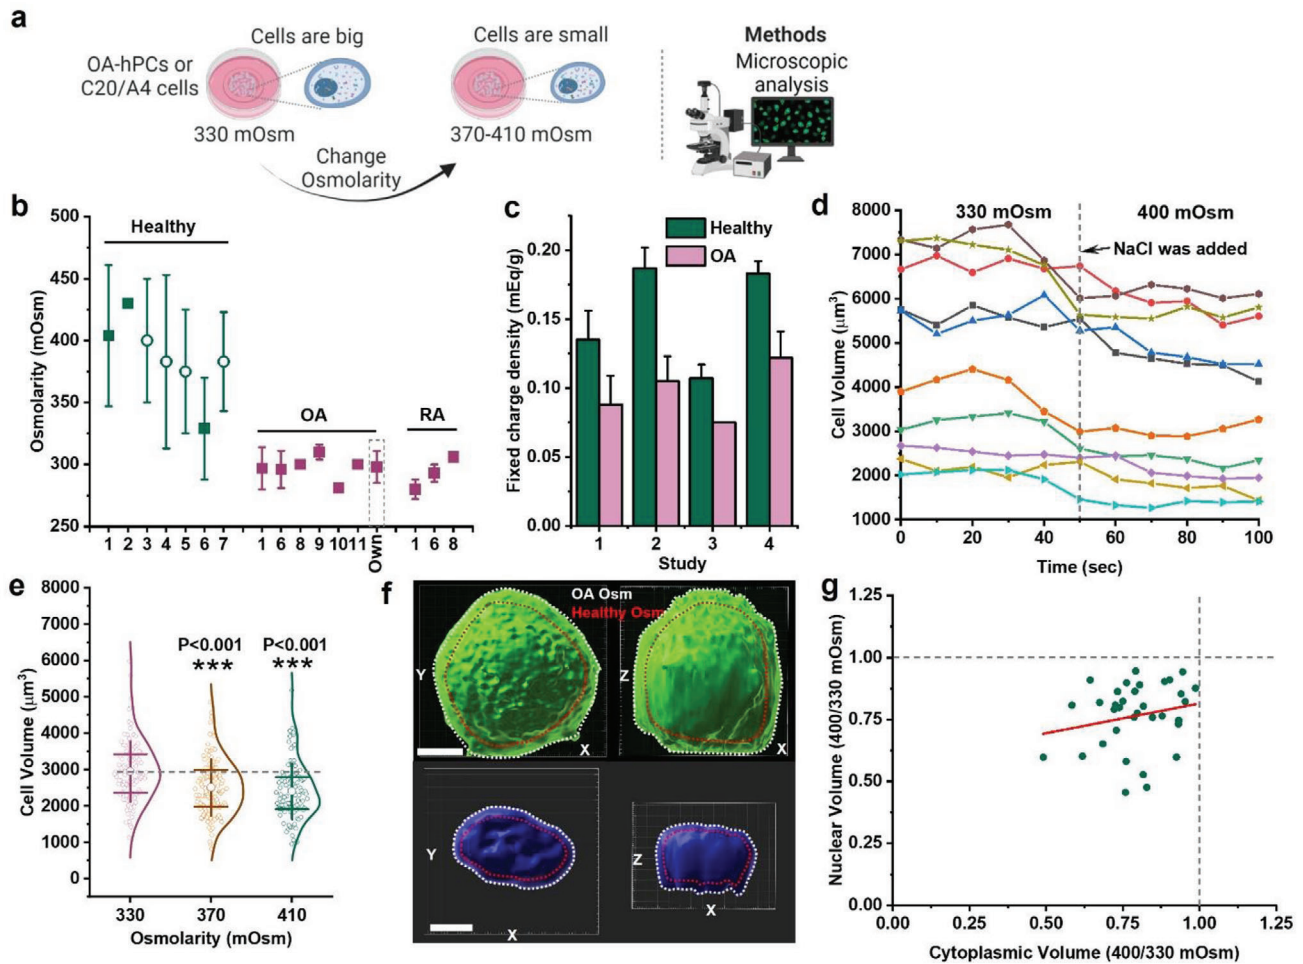 a
Cells are big
Cells are small
Methods
OA-hPCs or
C20/A4 cells
Microscopic
analysis
330 mOsm
370-410 mOsm
Change
Osmolarity
b
Osmolarity (mOsm)
500
450
400
350
300
250
Healthy
OA
RA
1 2 3 4 5 6 7 1 6 8 9 10 11 Own 1 6 8
c
Fixed charge density (mEq/g)
0.20
0.15
0.10
0.05
0.00
Healthy
OA
1 2 3 4
Study
d
Cell Volume (μm³)
8000
7000
6000
5000
4000
3000
2000
1000
330 mOsm
400 mOsm
NaCl was added
0 20 40 60 80 100
Time (sec)
e
Cell Volume (μm³)
8000
7000
6000
5000
4000
3000
2000
1000
0
P<0.001
***
P<0.001
***
330 370 410
Osmolarity (mOsm)
f
OA Osm
Healthy Osm
Y
X
Z
X
Y
X
Z
X
g
Nuclear Volume (400/330 mOsm)
1.25
1.00
0.75
0.50
0.25
0.00
0.00 0.25 0.50 0.75 1.00 1.25
Cytoplasmic Volume (400/330 mOsm)